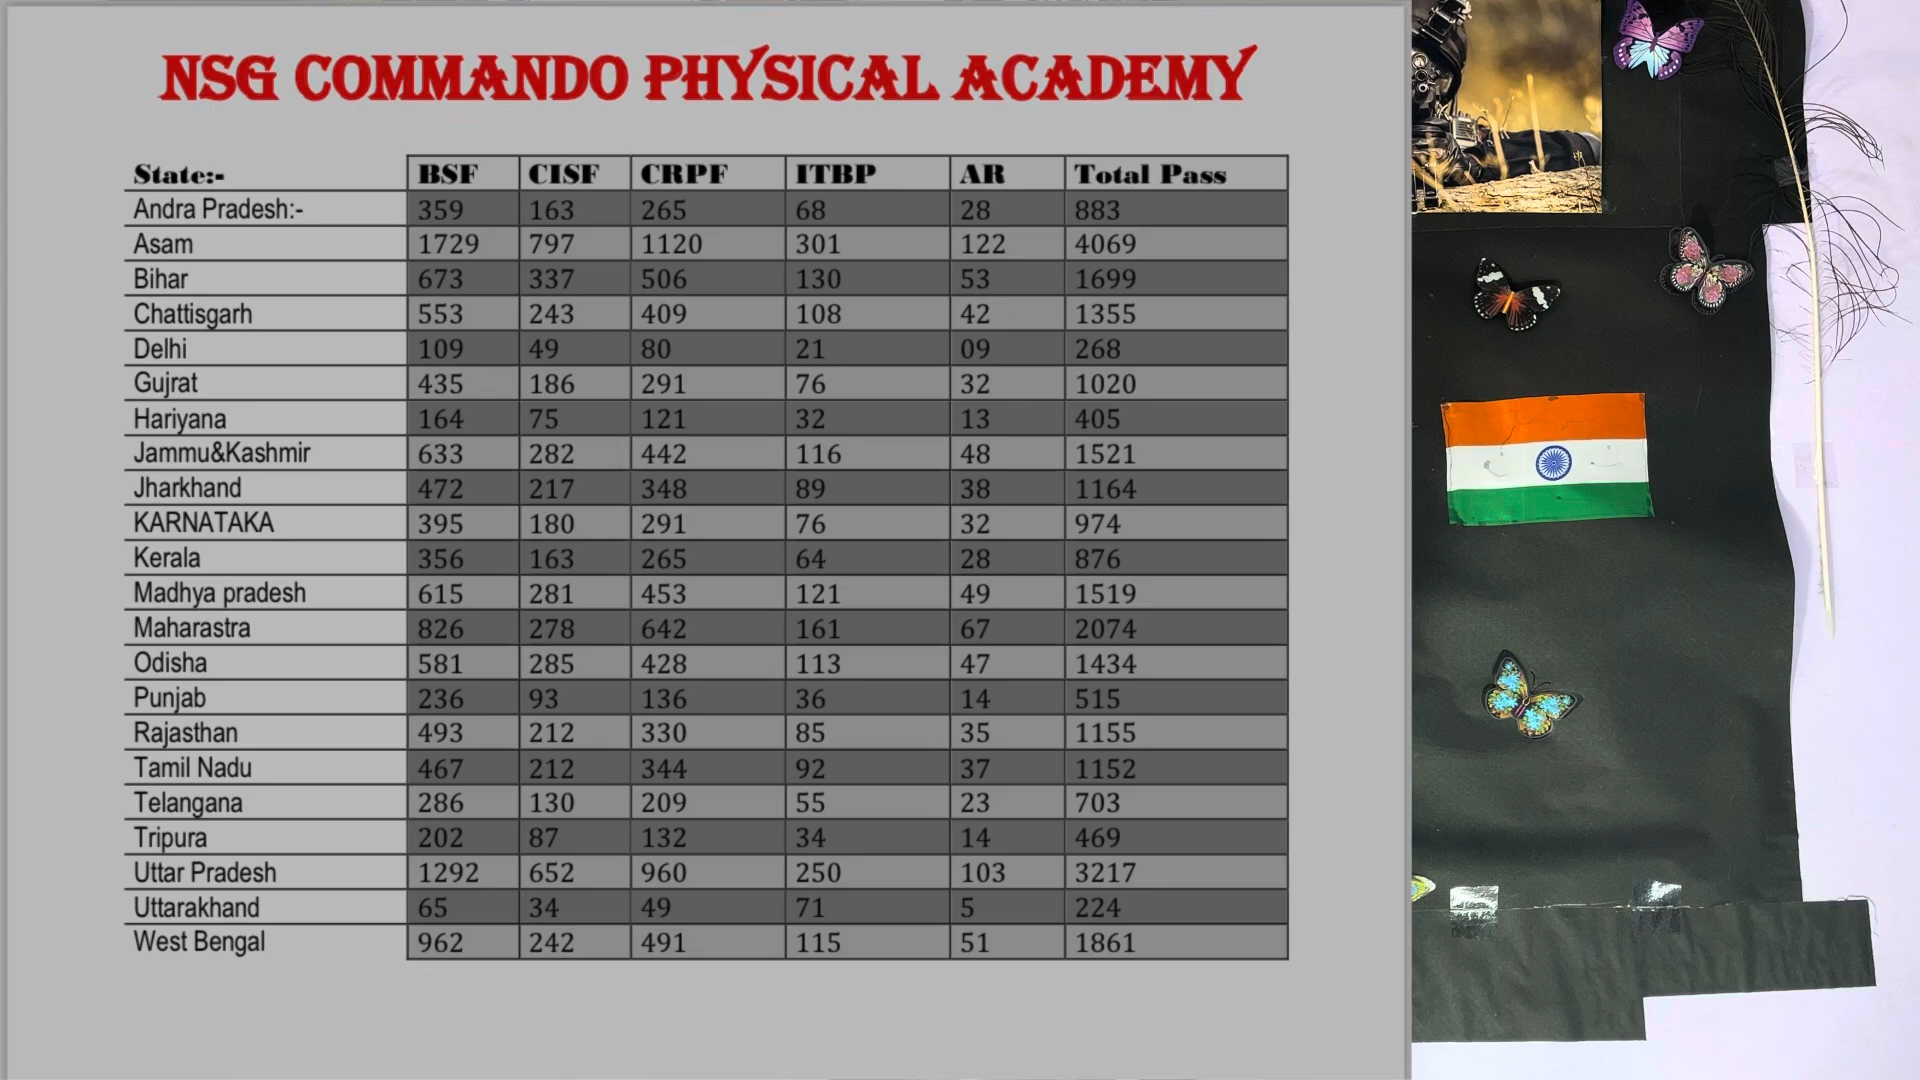 NSG COMMANDO PHYSICAL ACADEMY
State:- BSF CISF CRPF ITBP AR Total Pass
Andra Pradesh:- 359 163 265 68 28 883
Asam 1729 797 1120 301 122 4069
Bihar 673 337 506 130 53 1699
Chattisgarh 553 243 409 108 42 1355
Delhi 109 49 80 21 09 268
Gujrat 435 186 291 76 32 1020
Hariyana 164 75 121 32 13 405
Jammu&Kashmir 633 282 442 116 48 1521
Jharkhand 472 217 348 89 38 1164
KARNATAKA 395 180 291 76 32 974
Kerala 356 163 265 64 28 876
Madhya pradesh 615 281 453 121 49 1519
Maharastra 826 278 642 161 67 2074
Odisha 581 285 428 113 47 1434
Punjab 236 93 136 36 14 515
Rajasthan 493 212 330 85 35 1155
Tamil Nadu 467 212 344 92 37 1152
Telangana 286 130 209 55 23 703
Tripura 202 87 132 34 14 469
Uttar Pradesh 1292 652 960 250 103 3217
Uttarakhand 65 34 49 71 5 224
West Bengal 962 242 491 115 51 1861